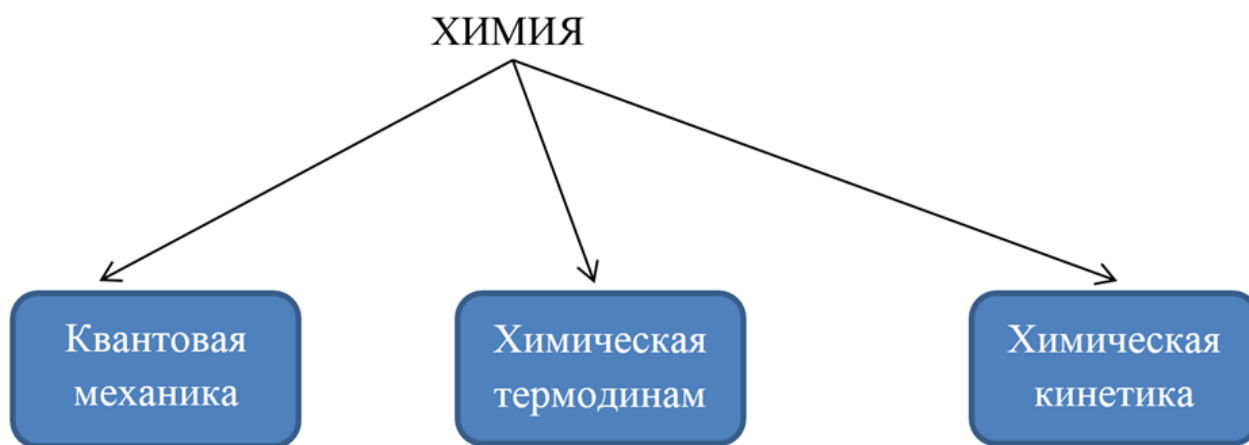 ХИМИЯ
Квантовая
механика
Химическая
термодинам
Химическая
кинетика